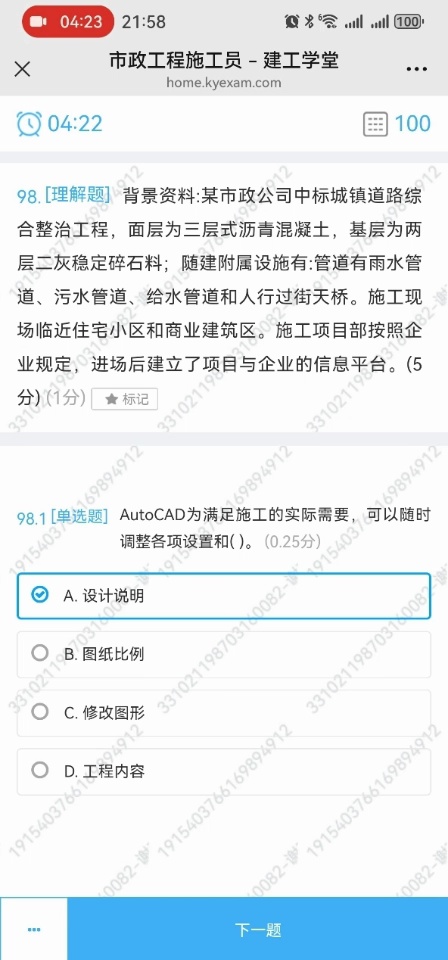 04:23 21:58 100
市政工程施工员 - 建工学堂
home.kyexam.com
04:22 100
98. [理解题] 背景资料:某市政公司中标城镇道路综
合整治工程，面层为三层式沥青混凝土，基层为两
层二灰稳定碎石料；随建附属设施有:管道有雨水管
道、污水管道、给水管道和人行过街天桥。施工现
场临近住宅小区和商业建筑区。施工项目部按照企
业规定，进场后建立了项目与企业的信息平台。(5
分) (1分) ★ 标记
98.1 [单选题] AutoCAD为满足施工的实际需要，可以随时
调整各项设置和( )。 (0.25分)
A. 设计说明
B. 图纸比例
C. 修改图形
D. 工程内容
下一题